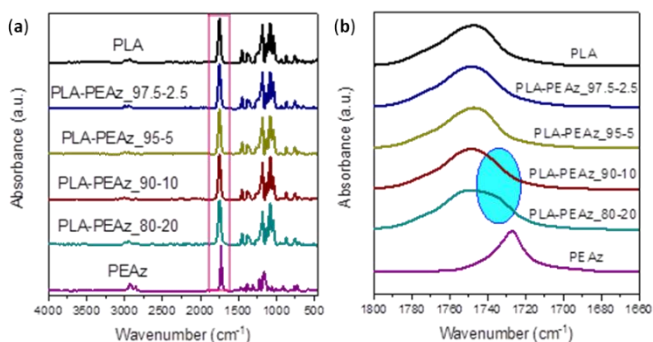 (a)
PLA
PLA-PEAz_97.5-2.5
PLA-PEAz_95-5
PLA-PEAz_90-10
PLA-PEAz_80-20
PEAz
Absorbance (a.u.)
4000 3500 3000 2500 2000 1500 1000 500
Wavenumber (cm-1)
(b)
PLA
PLA-PEAz_97.5-2.5
PLA-PEAz_95-5
PLA-PEAz_90-10
PLA-PEAz_80-20
PEAz
Absorbance (a.u.)
1800 1780 1760 1740 1720 1700 1680 1660
Wavenumber (cm-1)